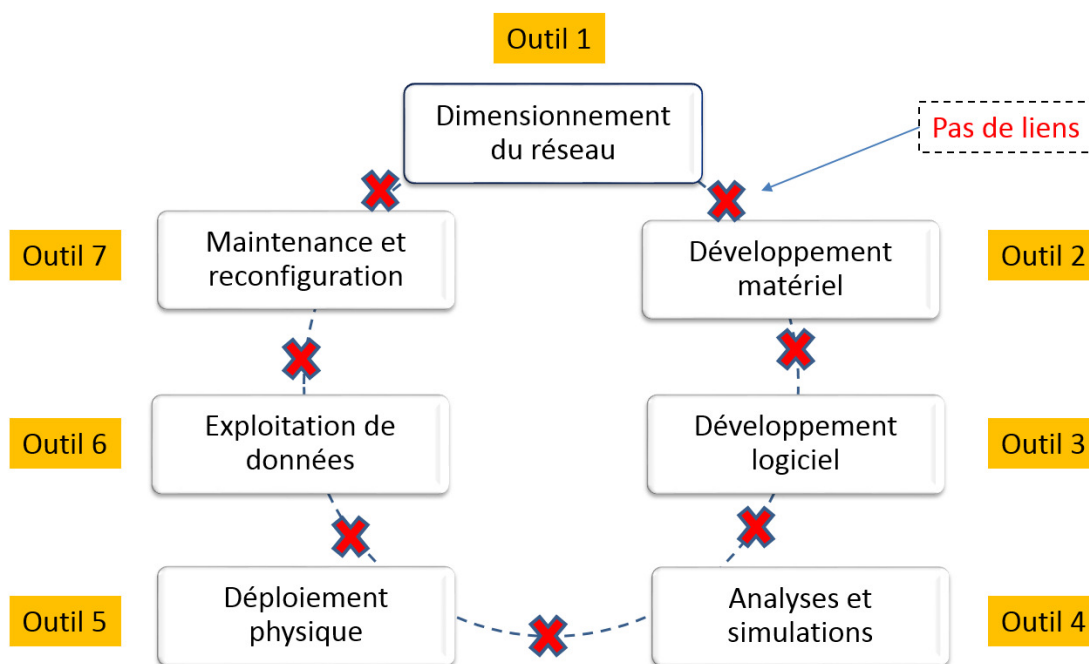 Outil 1
Dimensionnement
du réseau
Pas de liens
Outil 7
Maintenance et
reconfiguration
Développement
matériel
Outil 2
Outil 6
Exploitation de
données
Développement
logiciel
Outil 3
Outil 5
Déploiement
physique
Analyses et
simulations
Outil 4